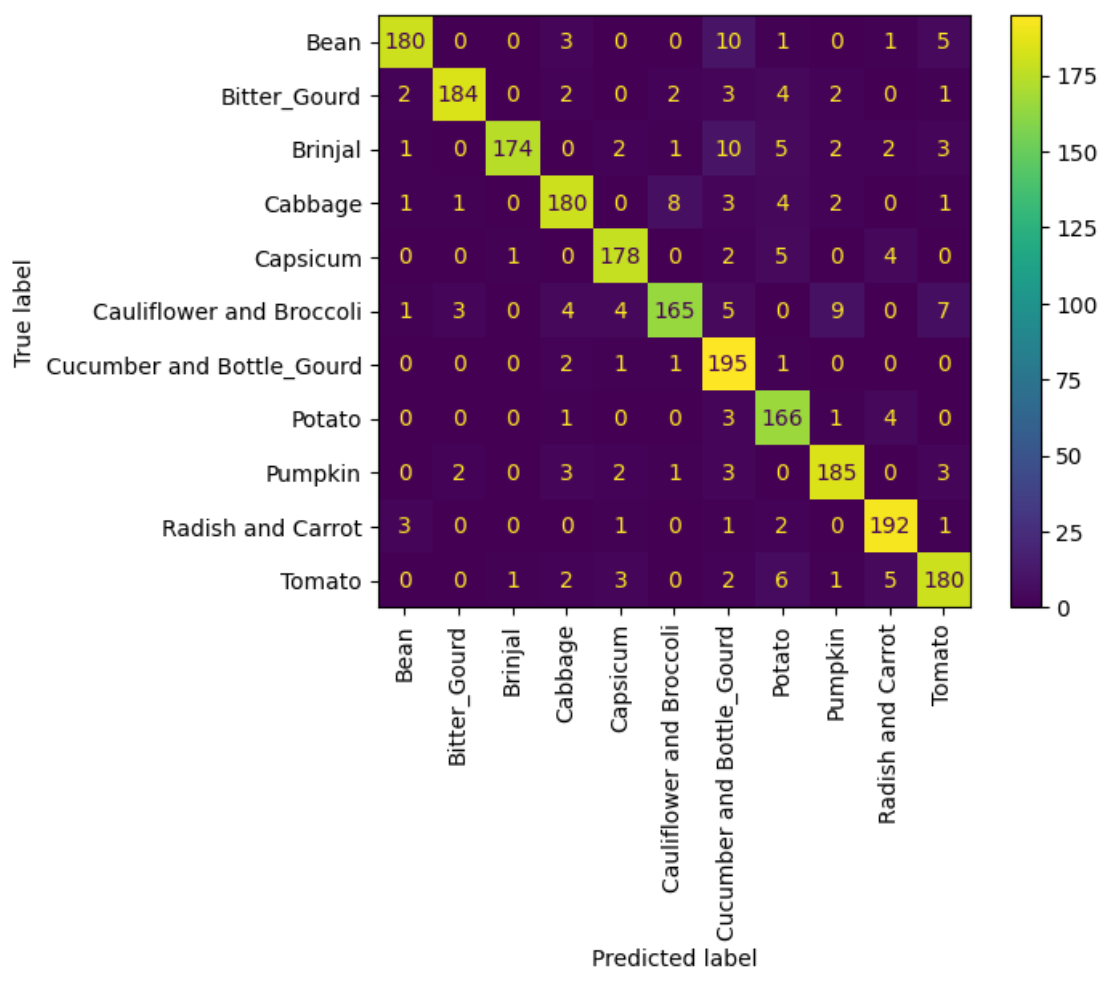 Bean 180 0 0 3 0 0 10 1 0 1 5
Bitter_Gourd 2 184 0 2 0 2 3 4 2 0 1
Brinjal 1 0 174 0 2 1 10 5 2 2 3
Cabbage 1 1 0 180 0 8 3 4 2 0 1
Capsicum 0 0 1 0 178 0 2 5 0 4 0
Cauliflower and Broccoli 1 3 0 4 4 165 5 0 9 0 7
Cucumber and Bottle_Gourd 0 0 0 2 1 1 195 1 0 0 0
Potato 0 0 0 1 0 0 3 166 1 4 0
Pumpkin 0 2 0 3 2 1 3 0 185 0 3
Radish and Carrot 3 0 0 0 1 0 1 2 0 192 1
Tomato 0 0 1 2 3 0 2 6 1 5 180
True label
Bean
Bitter_Gourd
Brinjal
Cabbage
Capsicum
Cauliflower and Broccoli
Cucumber and Bottle_Gourd
Potato
Pumpkin
Radish and Carrot
Tomato
Predicted label
175
150
125
100
75
50
25
0